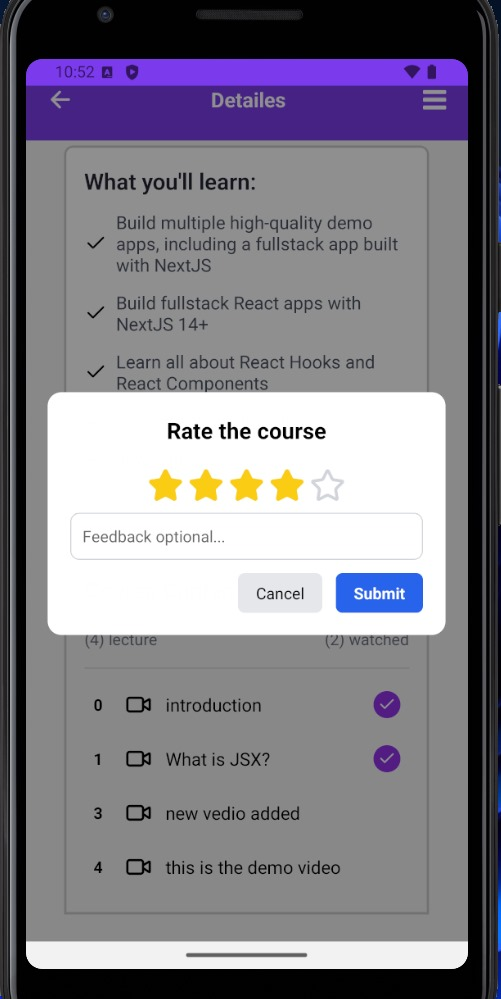 10:52
Detailes
What you'll learn:
Build multiple high-quality demo
apps, including a fullstack app built
with NextJS
Build fullstack React apps with
NextJS 14+
Learn all about React Hooks and
React Components
Rate the course
Feedback optional...
Cancel
Submit
(4) lecture
(2) watched
0 introduction
1 What is JSX?
3 new vedio added
4 this is the demo video